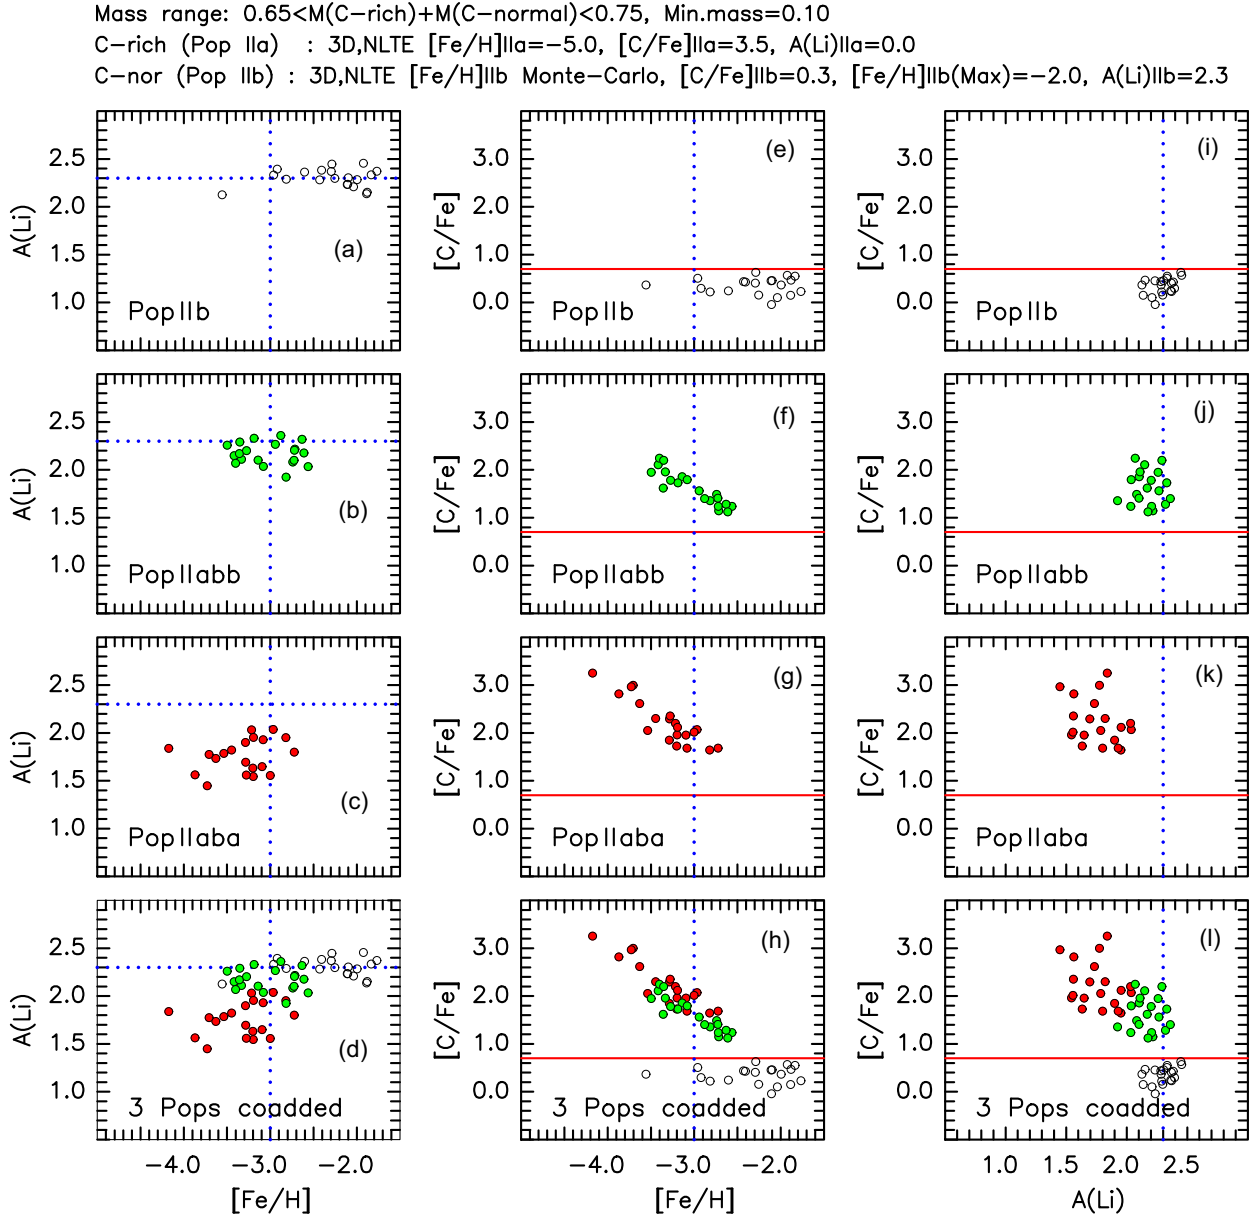 Mass range: 0.65<M(C-rich)+M(C-normal)<0.75, Min.mass=0.10
C-rich (Pop IIa) : 3D,NLTE [Fe/H]IIa=-5.0, [C/Fe]IIa=3.5, A(Li)IIa=0.0
C-nor (Pop IIb) : 3D,NLTE [Fe/H]IIb Monte-Carlo, [C/Fe]IIb=0.3, [Fe/H]IIb(Max)=-2.0, A(Li)IIb=2.3
A(Li)
2.5
2.0
1.5
1.0
(a)
Pop IIb
[C/Fe]
3.0
2.0
1.0
0.0
(e)
Pop IIb
[C/Fe]
3.0
2.0
1.0
0.0
(i)
Pop IIb
A(Li)
2.5
2.0
1.5
1.0
(b)
Pop IIabb
[C/Fe]
3.0
2.0
1.0
0.0
(f)
Pop IIabb
[C/Fe]
3.0
2.0
1.0
0.0
(j)
Pop IIabb
A(Li)
2.5
2.0
1.5
1.0
(c)
Pop IIaba
[C/Fe]
3.0
2.0
1.0
0.0
(g)
Pop IIaba
[C/Fe]
3.0
2.0
1.0
0.0
(k)
Pop IIaba
A(Li)
2.5
2.0
1.5
1.0
(d)
3 Pops coadded
-4.0 -3.0 -2.0
[Fe/H]
[C/Fe]
3.0
2.0
1.0
0.0
(h)
3 Pops coadded
-4.0 -3.0 -2.0
[Fe/H]
[C/Fe]
3.0
2.0
1.0
0.0
(l)
3 Pops coadded
1.0 1.5 2.0 2.5
A(Li)